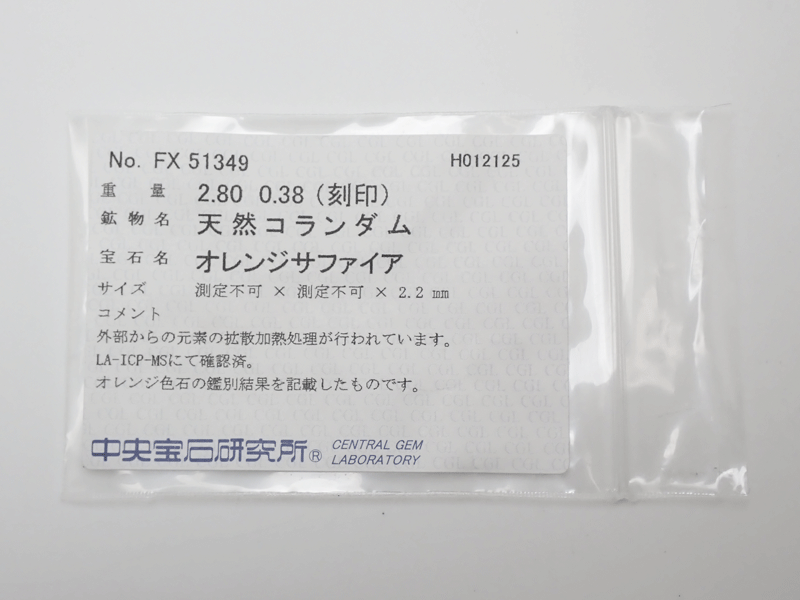 No. FX 51349 H012125
重量 2.80 0.38（刻印）
鉱物名 天然コランダム
宝石名 オレンジサファイア
サイズ 測定不可 × 測定不可 × 2.2 mm
コメント
外部からの元素の拡散加熱処理が行われています。
LA-ICP-MSにて確認済。
オレンジ色石の鑑別結果を記載したものです。
中央宝石研究所® CENTRAL GEM
LABORATORY